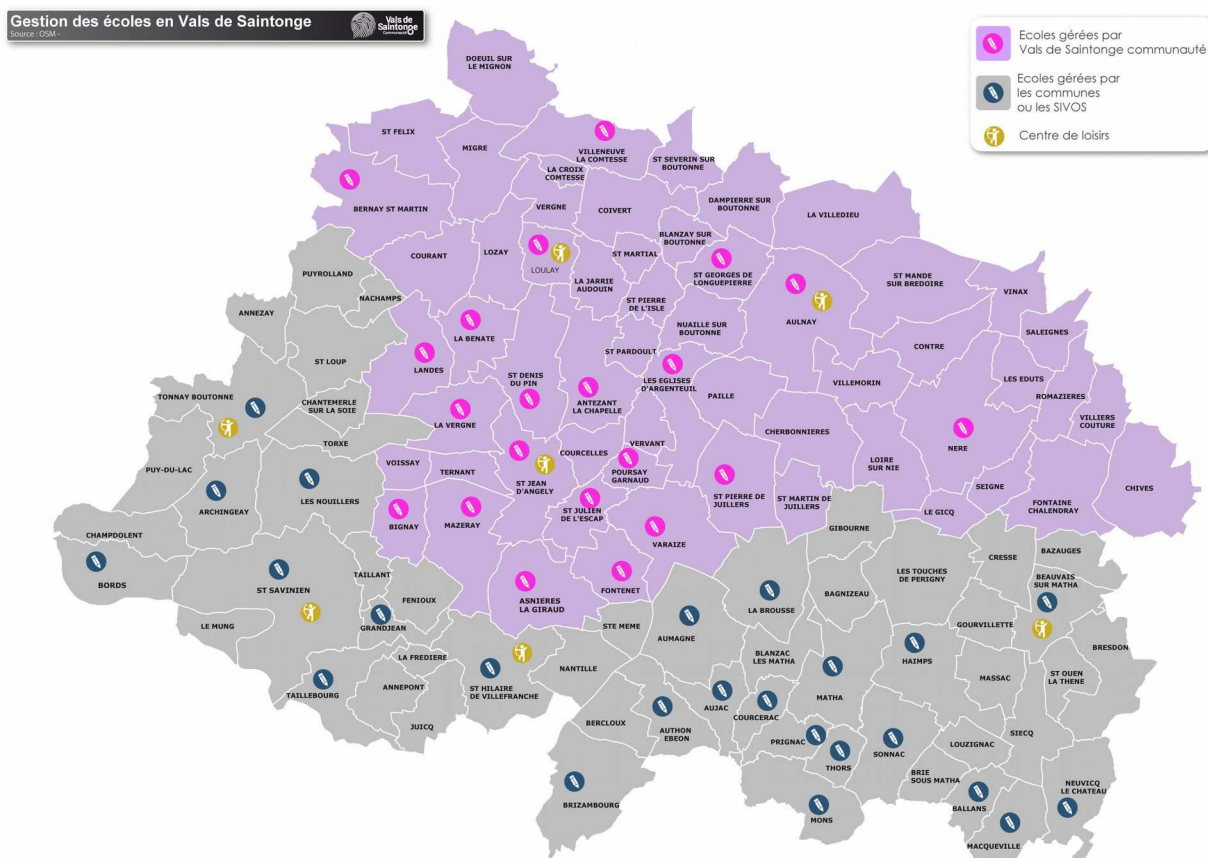 Gestion des écoles en Vals de Saintonge
Source : OSM -
Vals de
Saintonge
Communauté
Ecoles gérées par
Vals de Saintonge communauté
Ecoles gérées par
les communes
ou les SIVOS
Centre de loisirs
DOEUIL SUR
LE MIGNON
ST FELIX
MIGRE
VILLENEUVE
LA COMTESSE
ST SEVERIN SUR
BOUTONNE
LA CROIX
COMTESSE
BERNAY ST MARTIN
VERGNE
COIVERT
DAMPIERRE SUR
BOUTONNE
LA VILLEDIEU
BLANZAY SUR
BOUTONNE
COURANT
LOZAY
LOULAY
ST MARTIAL
ST GEORGES DE
LONGUEPIERRE
ST MANDE
SUR BREDOIRE
PUYROLLAND
LA JARRIE
AUDOUIN
VINAX
NACHAMPS
ST PIERRE
DE L'ISLE
ANNEZAY
AULNAY
NUAILLE SUR
BOUTONNE
SALEIGNES
LA BENATE
CONTRE
ST LOUP
ST PARDOULT
LANDES
ST DENIS
DU PIN
LES EGLISES
D'ARGENTEUIL
VILLEMORIN
LES EDUTS
TONNAY BOUTONNE
CHANTEMERLE
SUR LA SOIE
ANTEZANT
LA CHAPELLE
PAILLE
ROMAZIERES
VILLIERS
COUTURE
LA VERGNE
CHERBONNIERES
TORXE
VERVANT
NERE
COURCELLES
LOIRE
SUR NIE
PUY-DU-LAC
VOISSAY
TERNANT
POURSAY
GARNAUD
ST JEAN
D'ANGELY
LES NOUILLERS
ST PIERRE DE
JUILLERS
ST MARTIN DE
JUILLERS
SEIGNE
CHIVES
ARCHINGEAY
ST JULIEN
DE L'ESCAP
LE GICQ
FONTAINE
CHALENDRAY
BIGNAY
MAZERAY
CHAMPDOLENT
VARAIZE
GIBOURNE
CRESSE
BAZAUGES
TAILLANT
BORDS
ST SAVINIEN
LES TOUCHES
DE PERIGNY
BEAUVAIS
SUR MATHA
FENIOUX
ASNIERES
LA GIRAUD
FONTENET
BAGNIZEAU
LA BROUSSE
LE MUNG
GRANDJEAN
STE MEME
GOURVILLETTE
AUMAGNE
BRESDON
LA FREDIERE
BLANZAC
LES MATHA
HAIMPS
NANTILLE
TAILLEBOURG
ANNEPONT
ST HILAIRE
DE VILLEFRANCHE
MASSAC
ST OUEN
LA THENE
MATHA
AUJAC
COURCERAC
JUICQ
BERCLOUX
AUTHON
EBEON
SIECQ
PRIGNAC
LOUZIGNAC
SONNAC
THORS
BRIE
SOUS MATHA
NEUVICQ
LE CHATEAU
BRIZAMBOURG
BALLANS
MONS
MACQUEVILLE